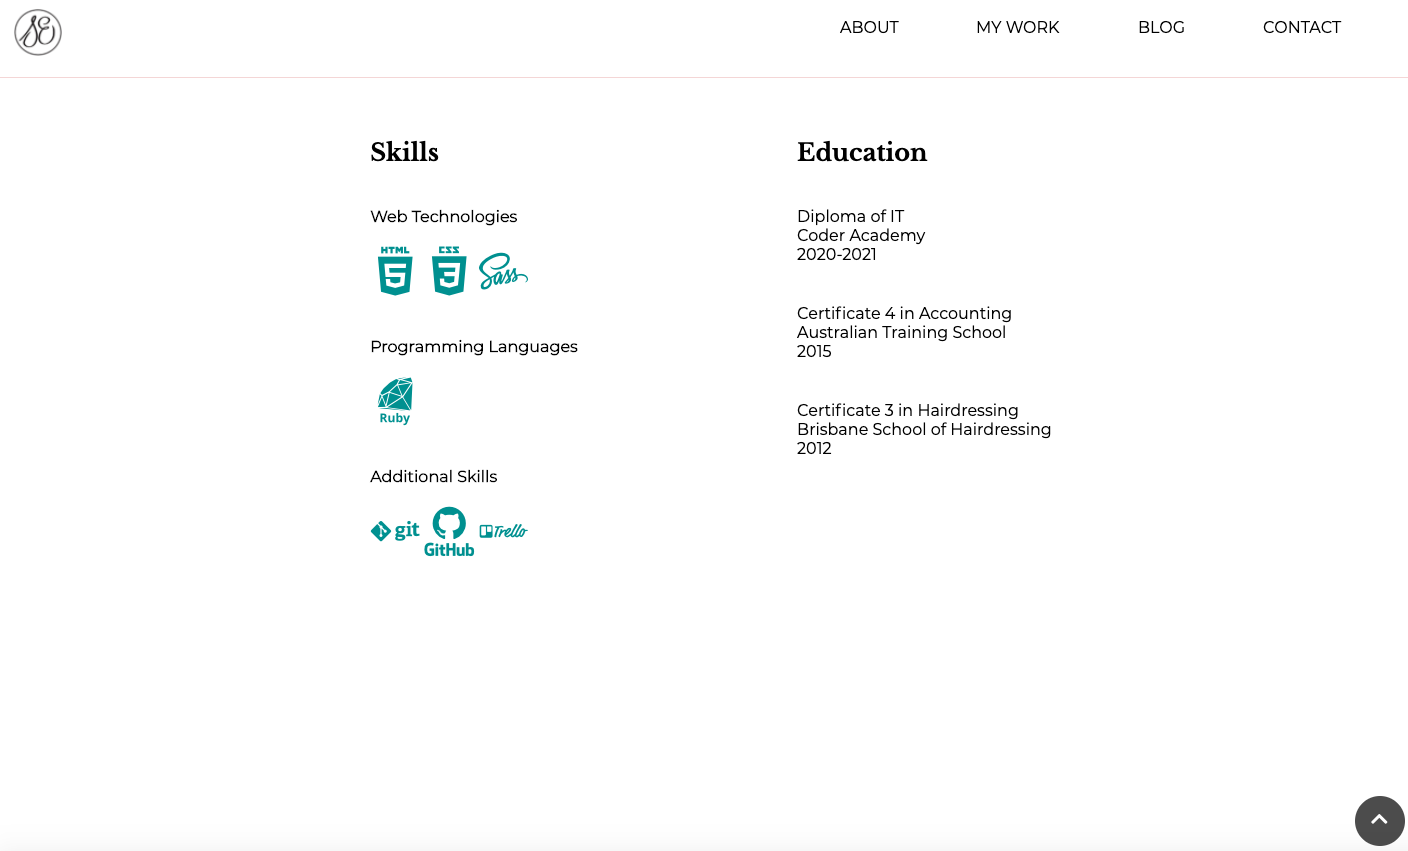 SE
ABOUT
MY WORK
BLOG
CONTACT
Skills
Web Technologies
HTML
5
CSS
3
Sass
Programming Languages
Ruby
Additional Skills
git
GitHub
Trello
Education
Diploma of IT
Coder Academy
2020-2021
Certificate 4 in Accounting
Australian Training School
2015
Certificate 3 in Hairdressing
Brisbane School of Hairdressing
2012